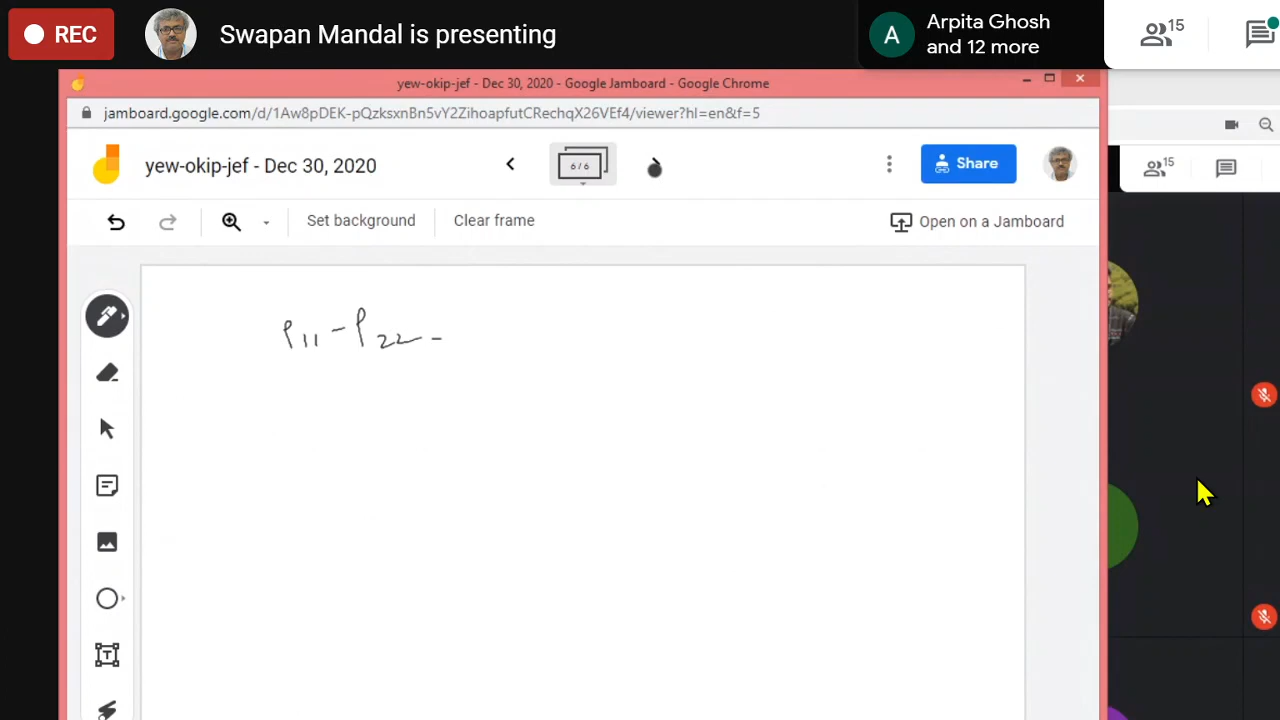 REC
Swapan Mandal is presenting
A
Arpita Ghosh
and 12 more
15
yew-okip-jef - Dec 30, 2020 - Google Jamboard - Google Chrome
jamboard.google.com/d/1Aw8pDEK-pQzksxnBn5vY2ZihoapfutCRechqX26VEf4/viewer?hl=en&f=5
yew-okip-jef - Dec 30, 2020
6 / 6
Share
15
Set background
Clear frame
Open on a Jamboard
ρ11 - ρ22 -
T